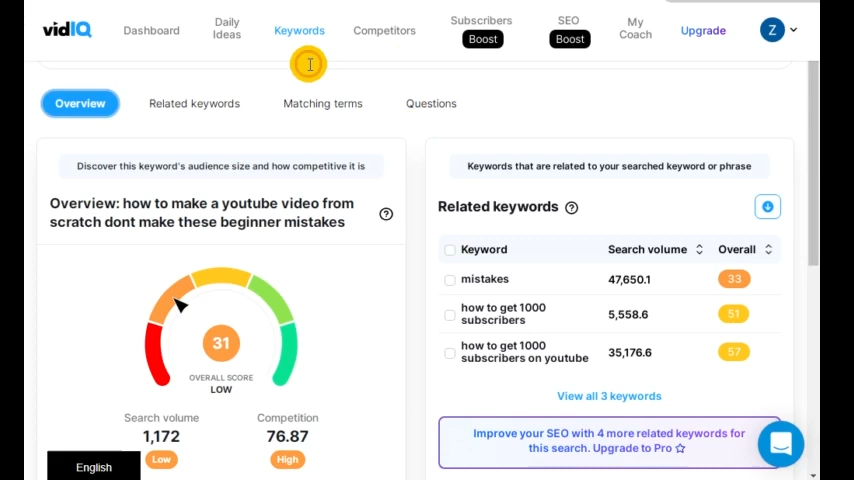 vidIQ
Dashboard
Daily
Ideas
Keywords
Competitors
Subscribers
Boost
SEO
Boost
My
Coach
Upgrade
Z
Overview
Related keywords
Matching terms
Questions
Discover this keyword's audience size and how competitive it is
Overview: how to make a youtube video from
scratch dont make these beginner mistakes
?
31
OVERALL SCORE
LOW
Search volume
1,172
Low
Competition
76.87
High
English
Keywords that are related to your searched keyword or phrase
Related keywords ?
Keyword Search volume Overall
mistakes 47,650.1 33
how to get 1000
subscribers 5,558.6 51
how to get 1000
subscribers on youtube 35,176.6 57
View all 3 keywords
Improve your SEO with 4 more related keywords for
this search. Upgrade to Pro